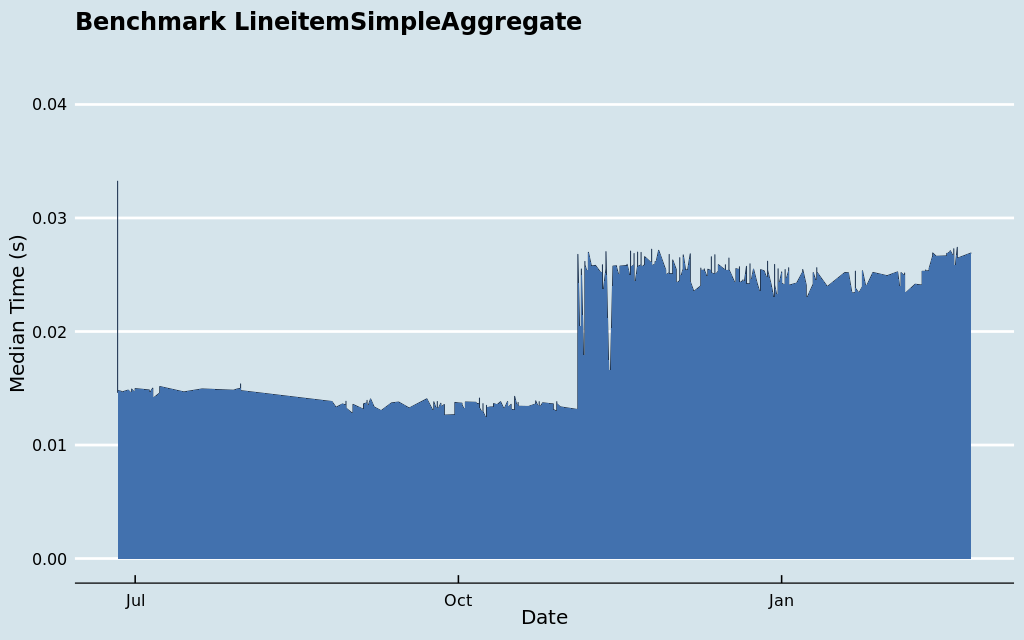 Benchmark LineitemSimpleAggregate
Median Time (s)
0.04
0.03
0.02
0.01
0.00
Jul
Oct
Jan
Date